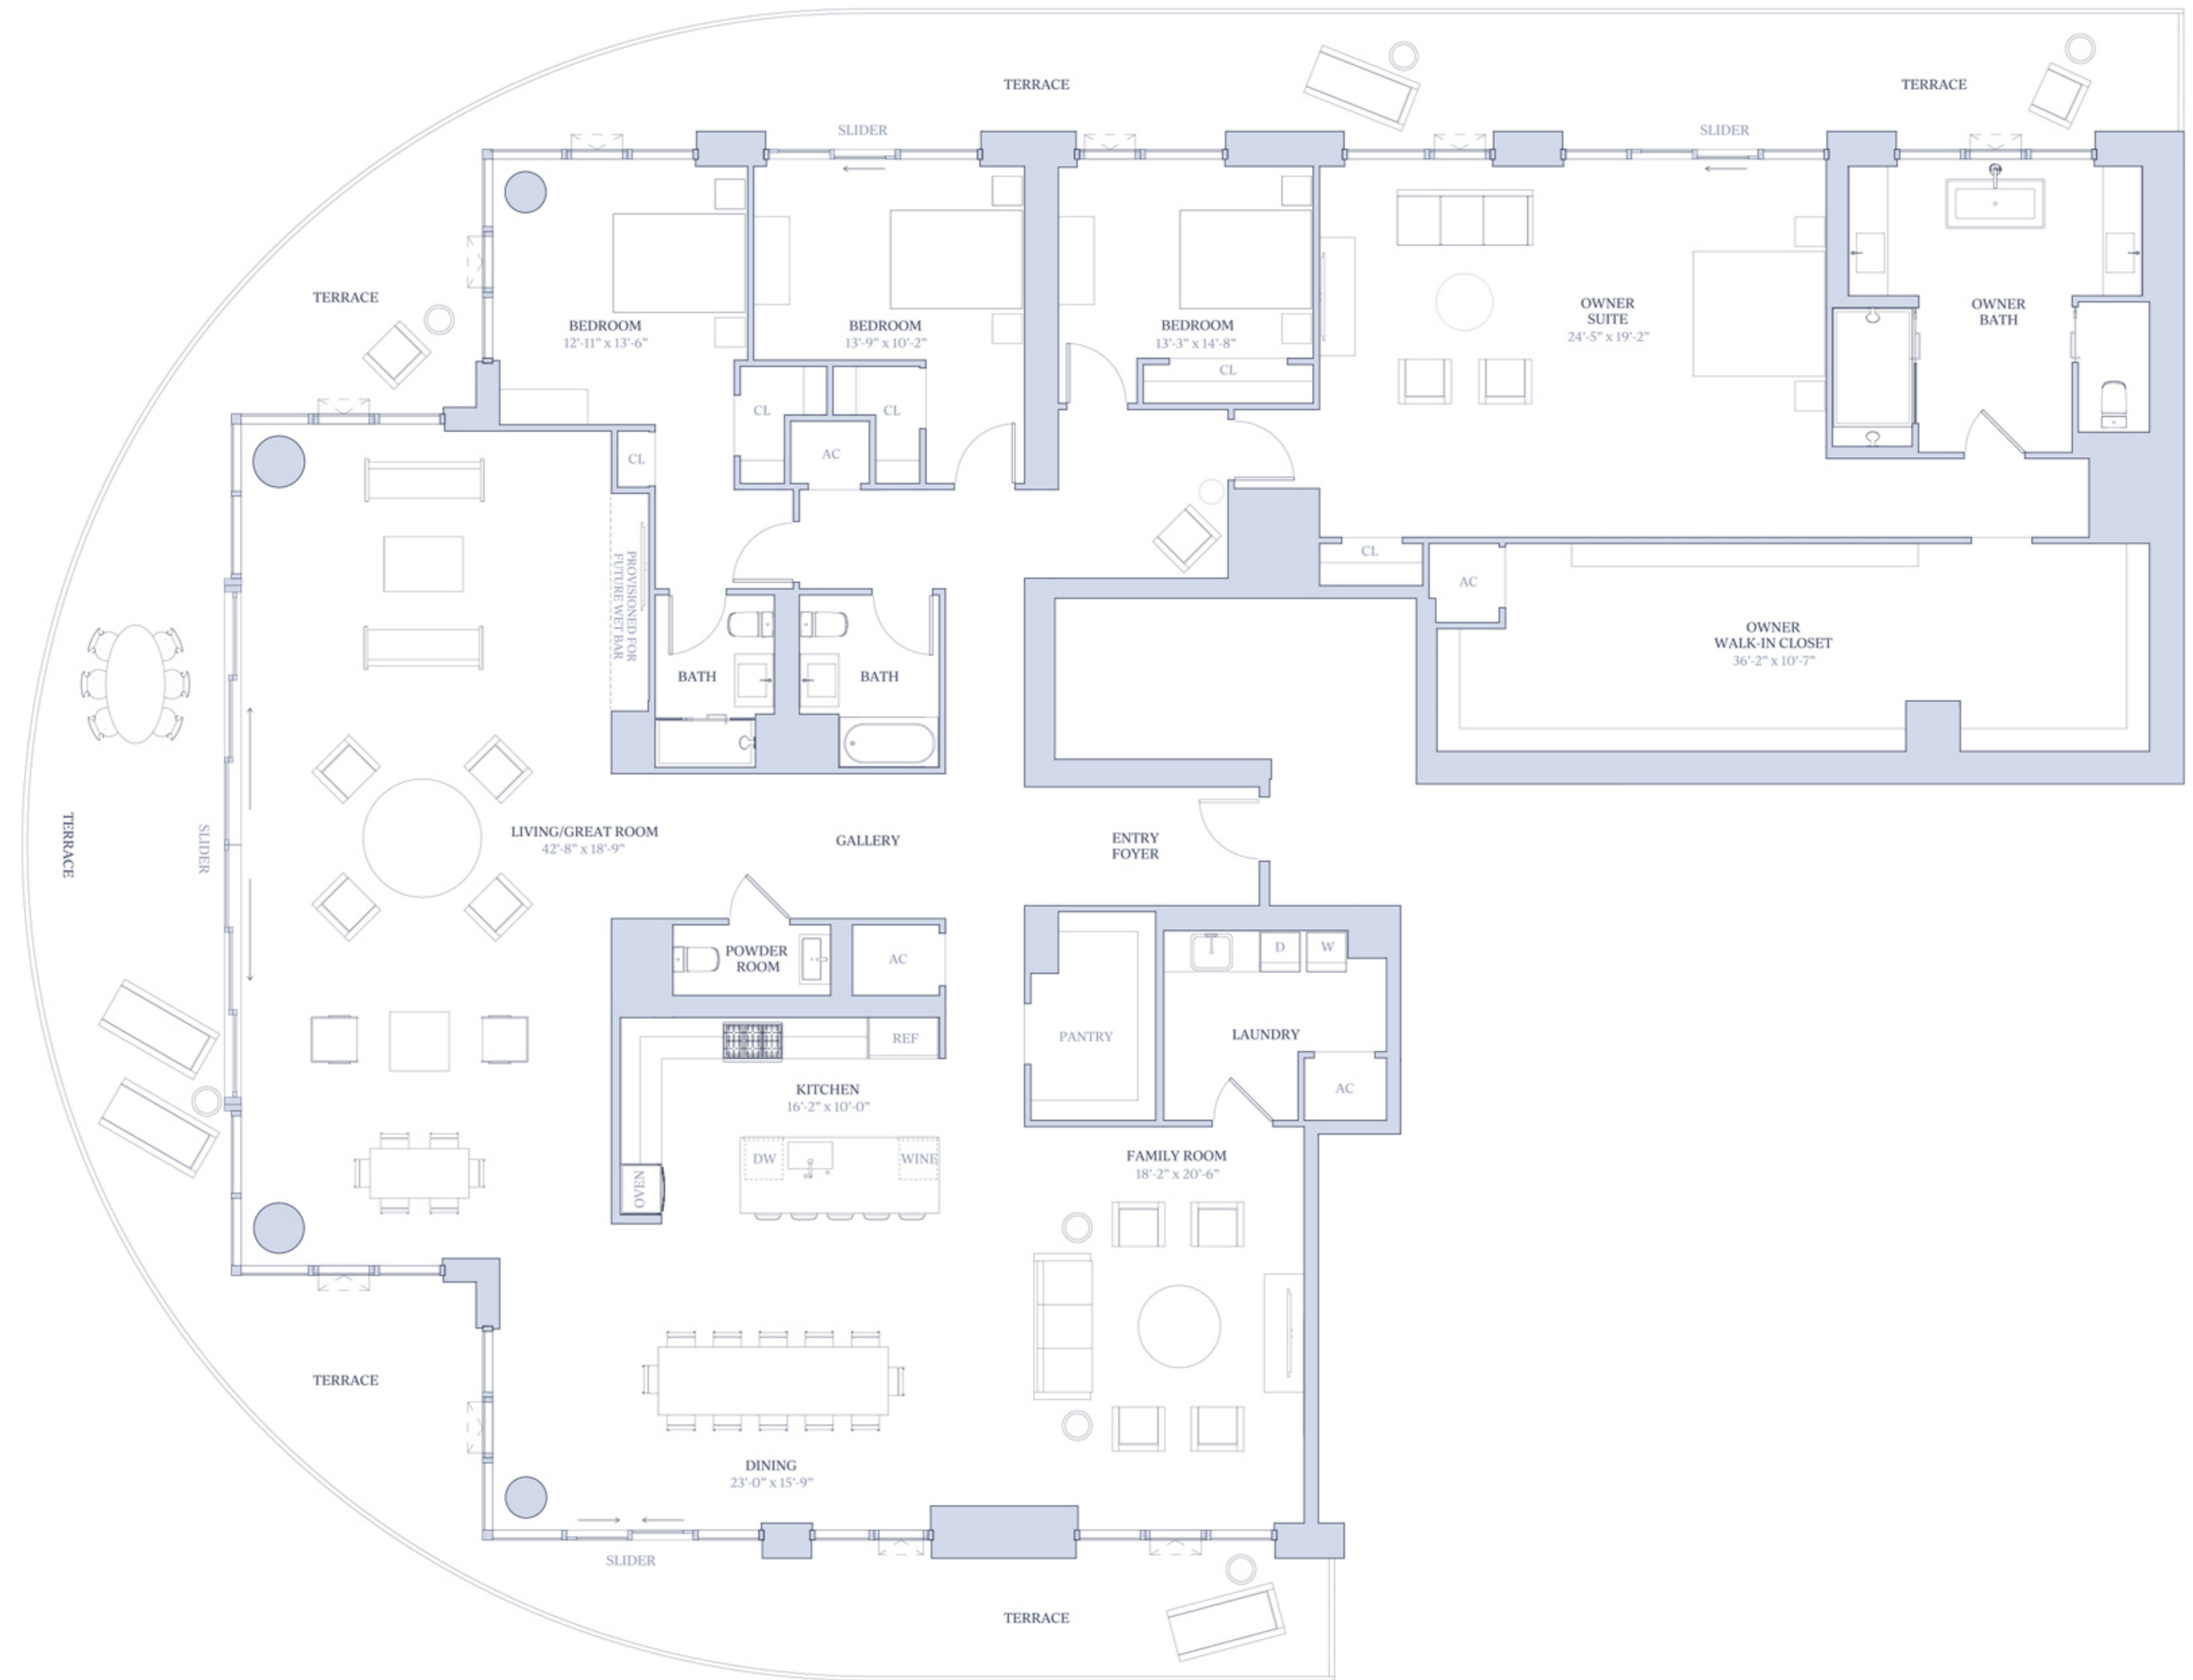 TERRACE
TERRACE
SLIDER
SLIDER
TERRACE
BEDROOM
12'-11" x 13'-6"
BEDROOM
13'-9" x 10'-2"
BEDROOM
13'-3" x 14'-8"
OWNER
SUITE
24'-5" x 19'-2"
OWNER
BATH
CL
CL
CL
CL
AC
PROVISIONED FOR
FUTURE WET BAR
CL
AC
OWNER
WALK-IN CLOSET
36'-2" x 10'-7"
BATH
BATH
TERRACE
SLIDER
LIVING/GREAT ROOM
42'-8" x 18'-9"
GALLERY
ENTRY
FOYER
POWDER
ROOM
AC
D
W
REF
PANTRY
LAUNDRY
AC
KITCHEN
16'-2" x 10'-0"
DW
WINE
OVEN
FAMILY ROOM
18'-2" x 20'-6"
TERRACE
DINING
23'-0" x 15'-9"
SLIDER
TERRACE